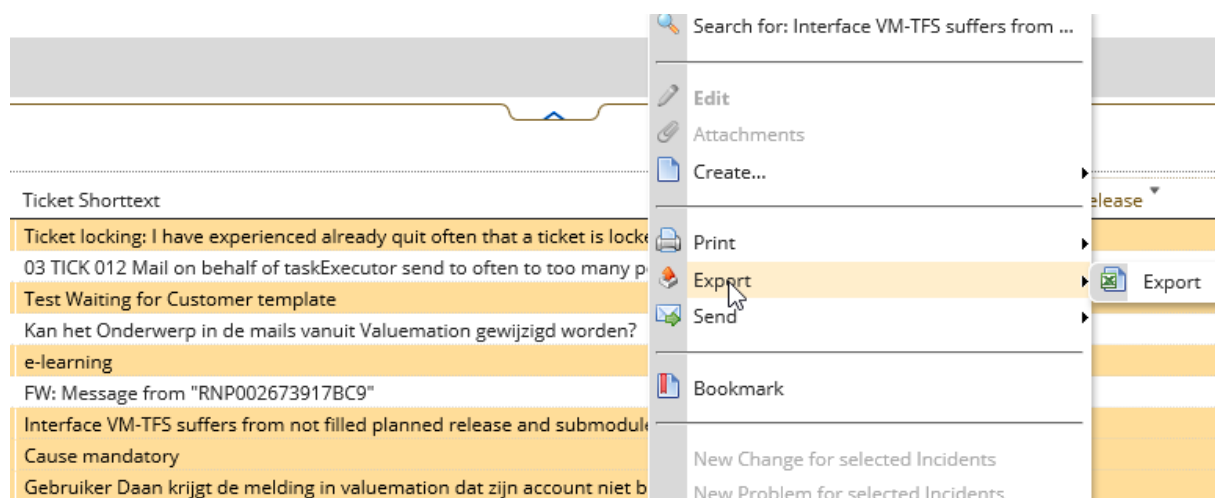 Search for: Interface VM-TFS suffers from ...
Edit
Attachments
Create...
Ticket Shorttext
elease
Ticket locking: I have experienced already quit often that a ticket is locke
Print
03 TICK 012 Mail on behalf of taskExecutor send to often to too many p
Export
Export
Test Waiting for Customer template
Send
Kan het Onderwerp in de mails vanuit Valuemation gewijzigd worden?
e-learning
FW: Message from "RNP002673917BC9"
Bookmark
Interface VM-TFS suffers from not filled planned release and submodule
Cause mandatory
New Change for selected Incidents
Gebruiker Daan krijgt de melding in valuemation dat zijn account niet b
New Problem for selected Incidents